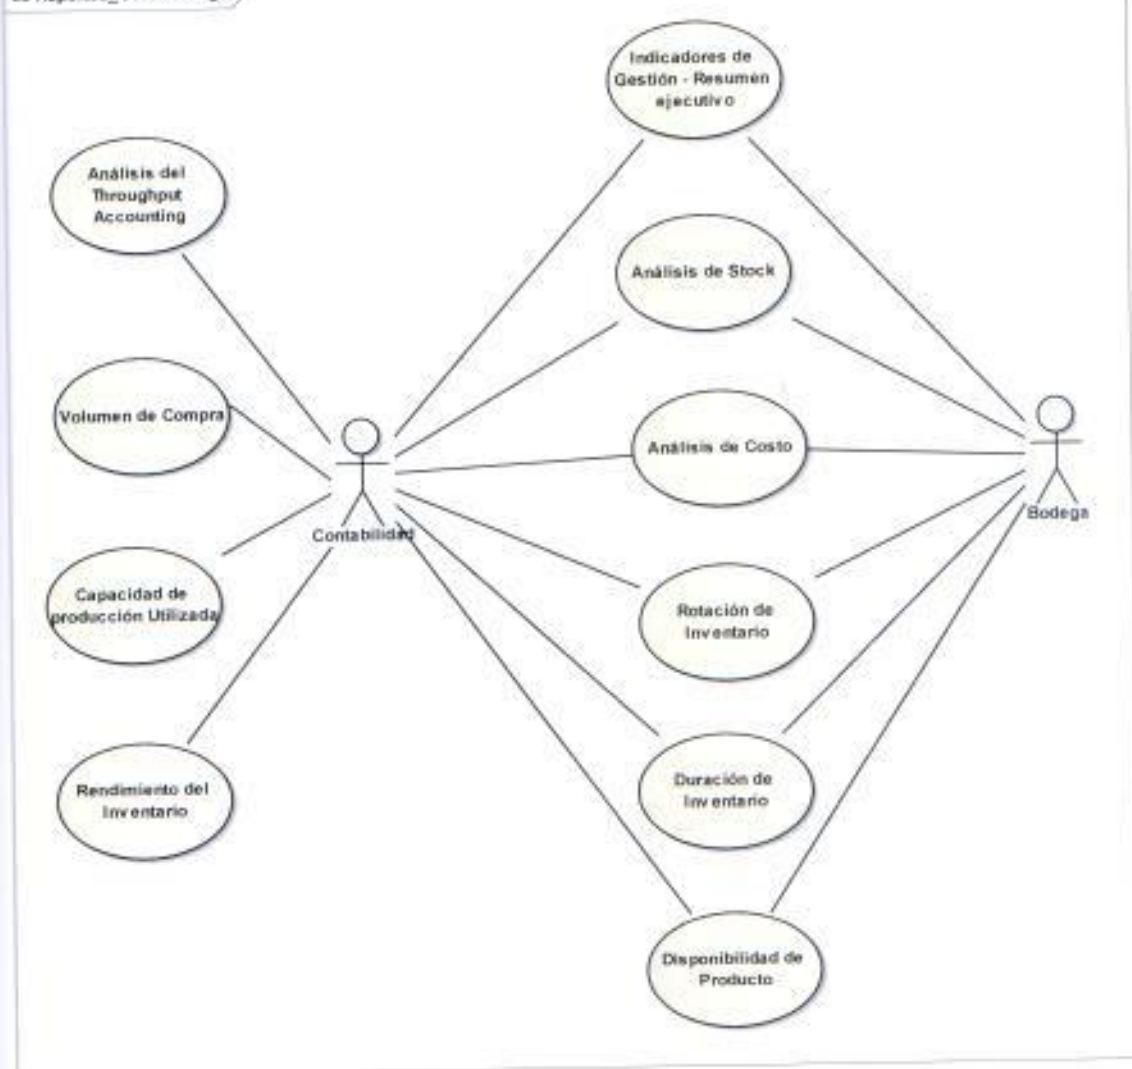 Indicadores de
Gestión - Resumen
ejecutivo
Análisis del
Throughput
Accounting
Análisis de Stock
Volumen de Compra
Análisis de Costo
Contabilidad
Bodega
Capacidad de
producción Utilizada
Rotación de
Inventario
Rendimiento del
Inventario
Duración de
Inventario
Disponibilidad de
Producto